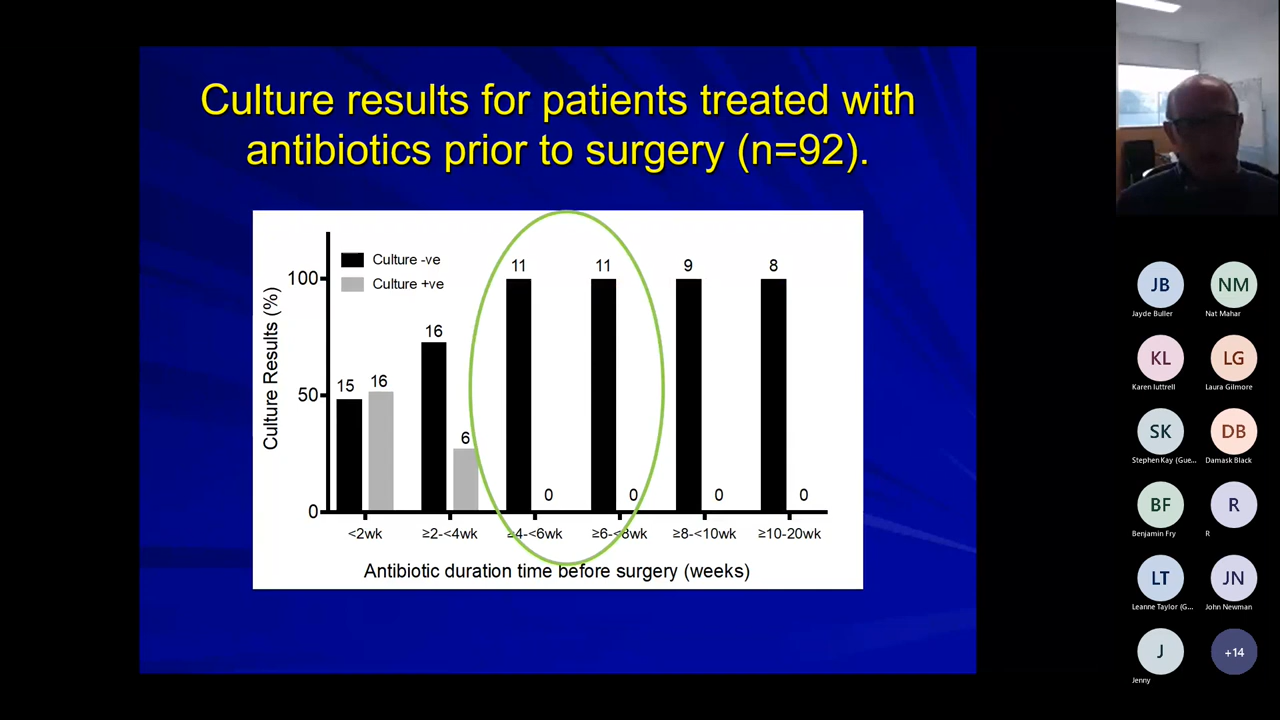 Culture results for patients treated with
antibiotics prior to surgery (n=92).
Culture -ve
Culture +ve
Culture Results (%)
100
50
0
15
16
16
6
11
0
11
0
9
0
8
0
<2wk
≥2-<4wk
≥4-<6wk
≥6-<8wk
≥8-<10wk
≥10-20wk
Antibiotic duration time before surgery (weeks)
JB
Jayde Buller
NM
Nat Mahar
KL
Karen luttrell
LG
Laura Gilmore
SK
Stephen Kay (Gue...
DB
Damask Black
BF
Benjamin Fry
R
R
LT
Leanne Taylor (G...
JN
John Newman
J
Jenny
+14